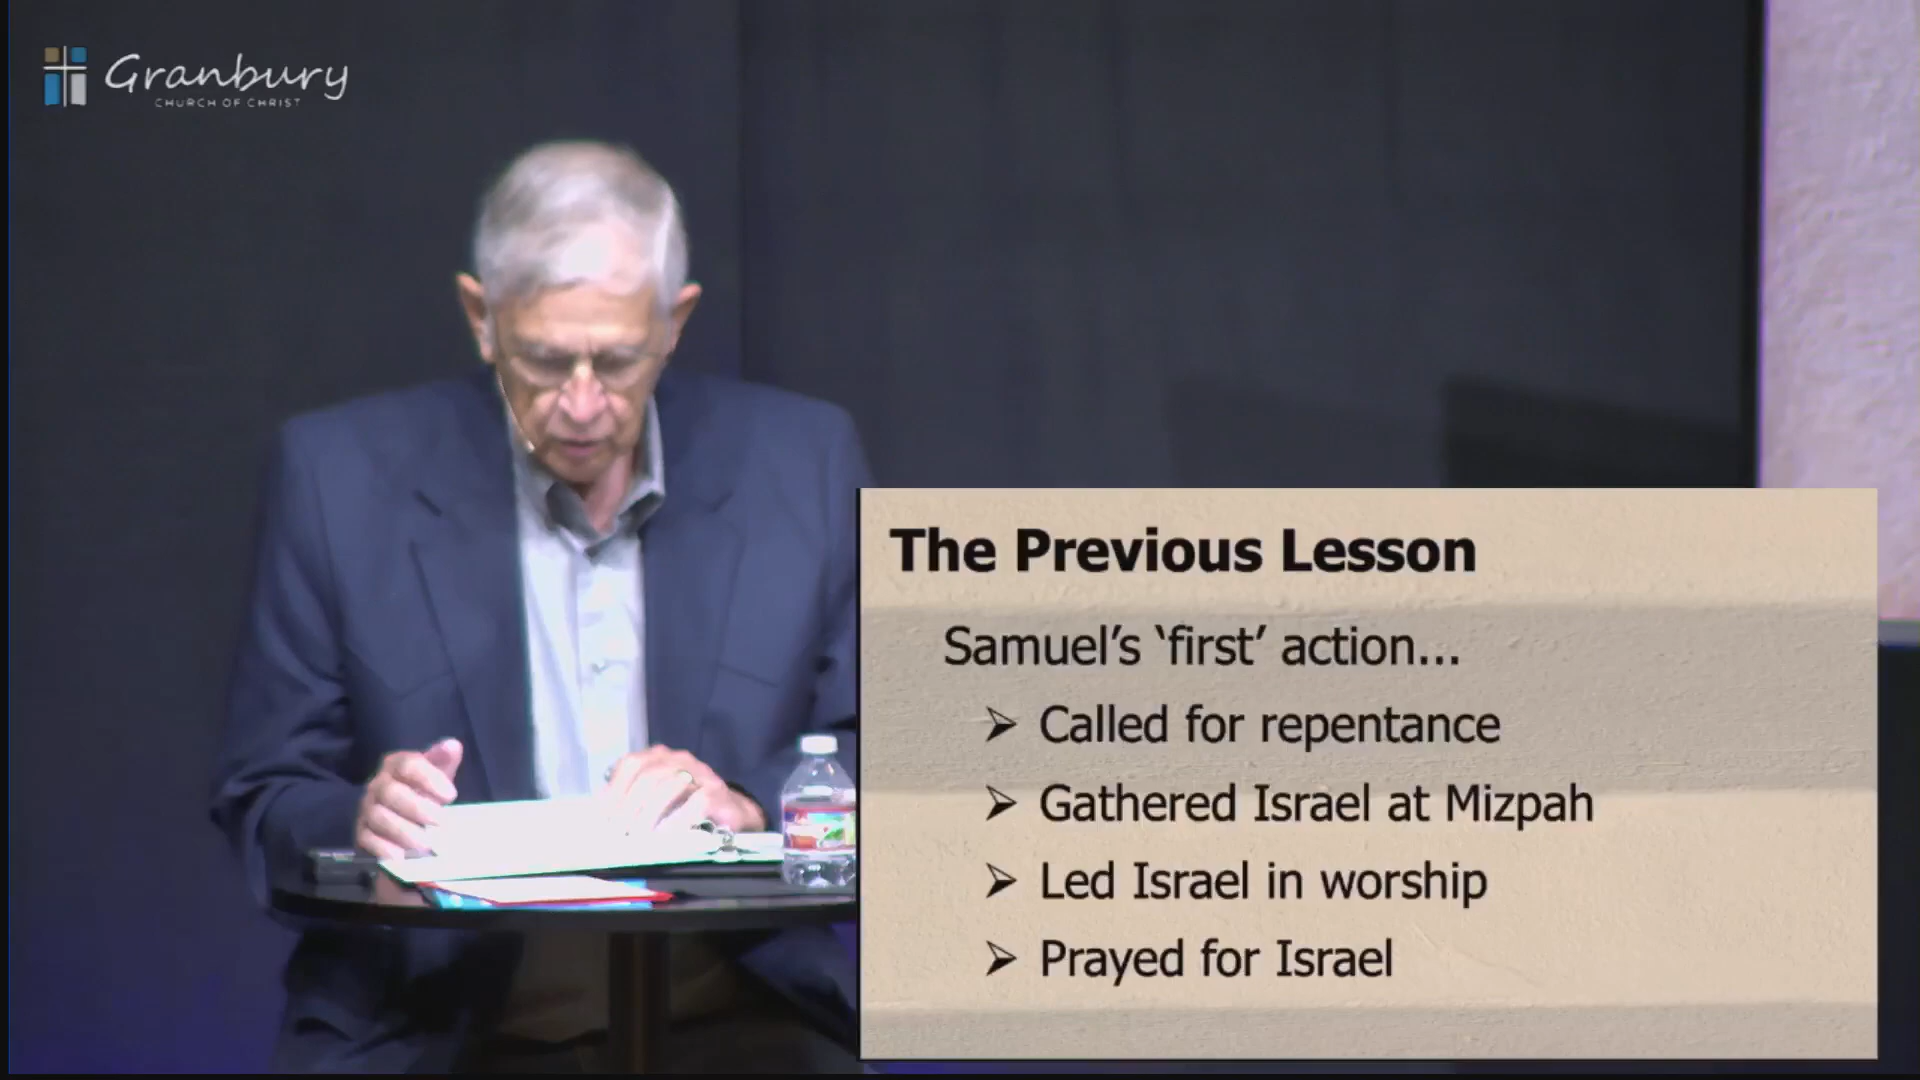 Granbury
CHURCH OF CHRIST
The Previous Lesson
Samuel’s ‘first’ action...
➢ Called for repentance
➢ Gathered Israel at Mizpah
➢ Led Israel in worship
➢ Prayed for Israel